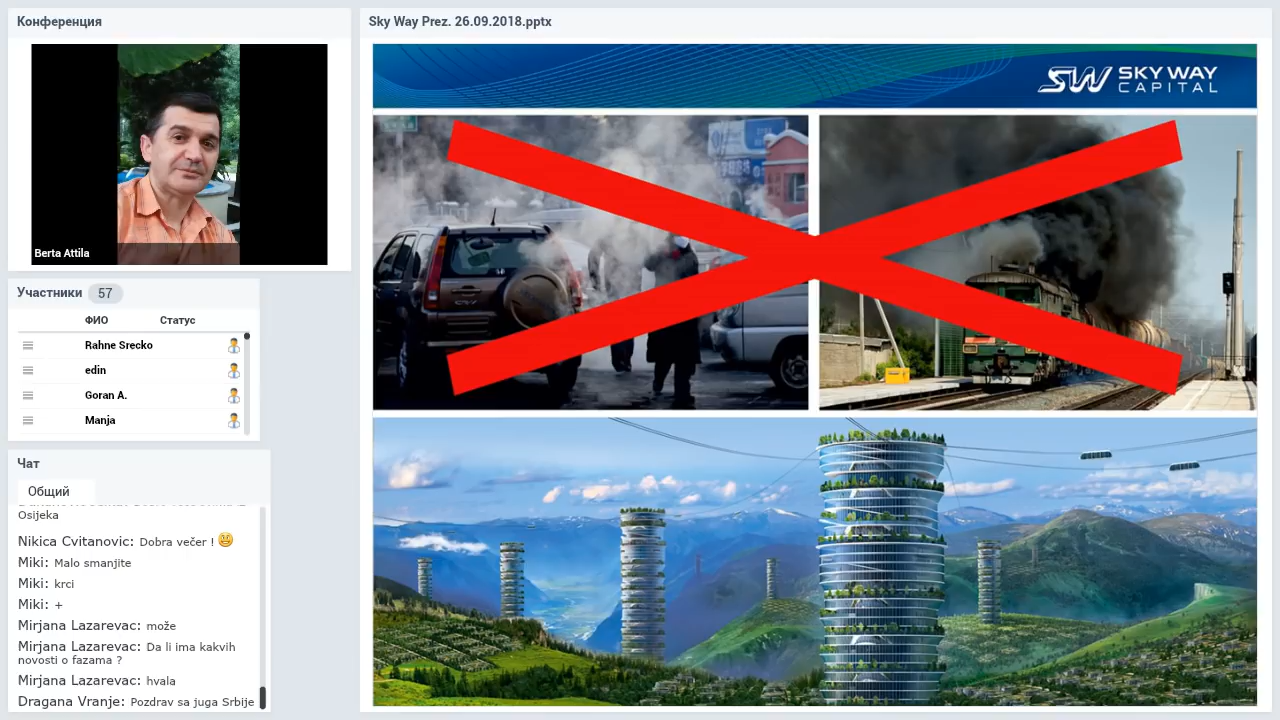 Конференция
Berta Attila
Участники 57
ФИО Статус
Rahne Srecko
edin
Goran A.
Manja
Чат
Общий
Osijeka
Nikica Cvitanovic: Dobra večer !
Miki: Malo smanjite
Miki: krci
Miki: +
Mirjana Lazarevac: može
Mirjana Lazarevac: Da li ima kakvih
novosti o fazama ?
Mirjana Lazarevac: hvala
Dragana Vranje: Pozdrav sa juga Srbije
Sky Way Prez. 26.09.2018.pptx
SW SKY WAY
CAPITAL